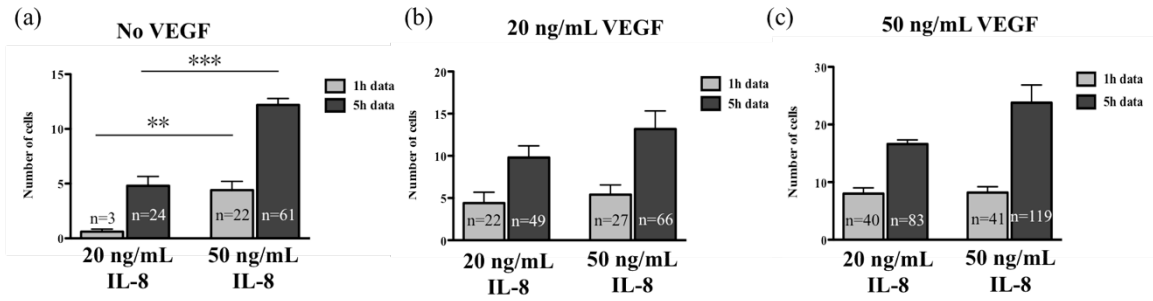 (a)
No VEGF
***
**
15
10
5
0
Number of cells
n=3
n=24
n=22
n=61
1h data
5h data
20 ng/mL
IL-8
50 ng/mL
IL-8
(b)
20 ng/mL VEGF
20
15
10
5
0
Number of cells
n=22
n=49
n=27
n=66
1h data
5h data
20 ng/mL
IL-8
50 ng/mL
IL-8
(c)
50 ng/mL VEGF
30
20
10
0
Number of cells
n=40
n=83
n=41
n=119
1h data
5h data
20 ng/mL
IL-8
50 ng/mL
IL-8